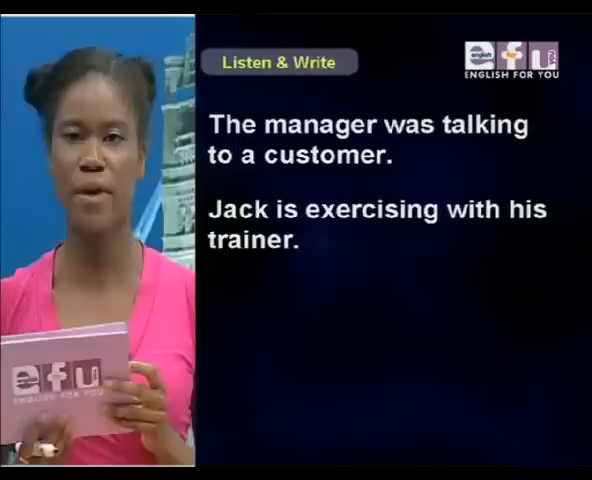 Listen & Write
efu
ENGLISH FOR YOU
The manager was talking
to a customer.
Jack is exercising with his
trainer.
efu
ENGLISH FOR YOU